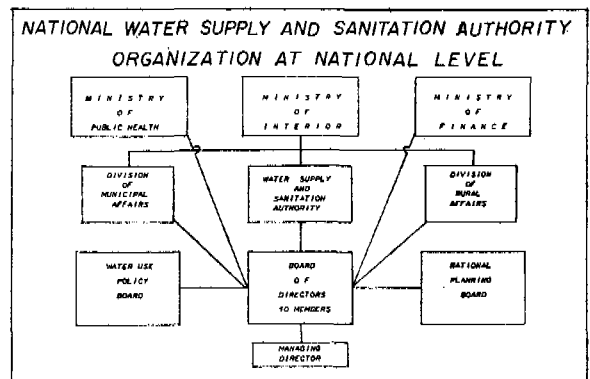 NATIONAL WATER SUPPLY AND SANITATION AUTHORITY
ORGANIZATION AT NATIONAL LEVEL
MINISTRY
OF
PUBLIC HEALTH
MINISTRY
OF
INTERIOR
MINISTRY
OF
FINANCE
DIVISION
OF
MUNICIPAL
AFFAIRS
WATER SUPPLY
AND
SANITATION
AUTHORITY
DIVISION
OF
RURAL
AFFAIRS
WATER USE
POLICY
BOARD
BOARD
OF
DIRECTORS
10 MEMBERS
NATIONAL
PLANNING
BOARD
MANAGING
DIRECTOR